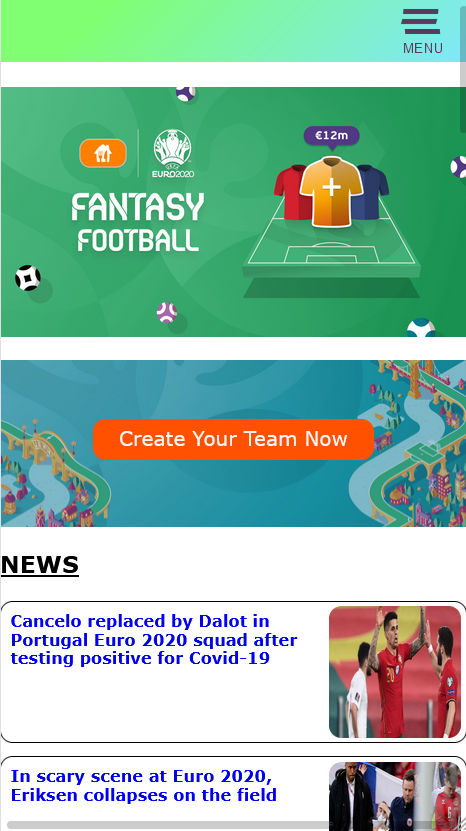 MENU
€12m
EURO2020
FANTASY
FOOTBALL
Create Your Team Now
NEWS
Cancelo replaced by Dalot in
Portugal Euro 2020 squad after
testing positive for Covid-19
20
In scary scene at Euro 2020,
Eriksen collapses on the field